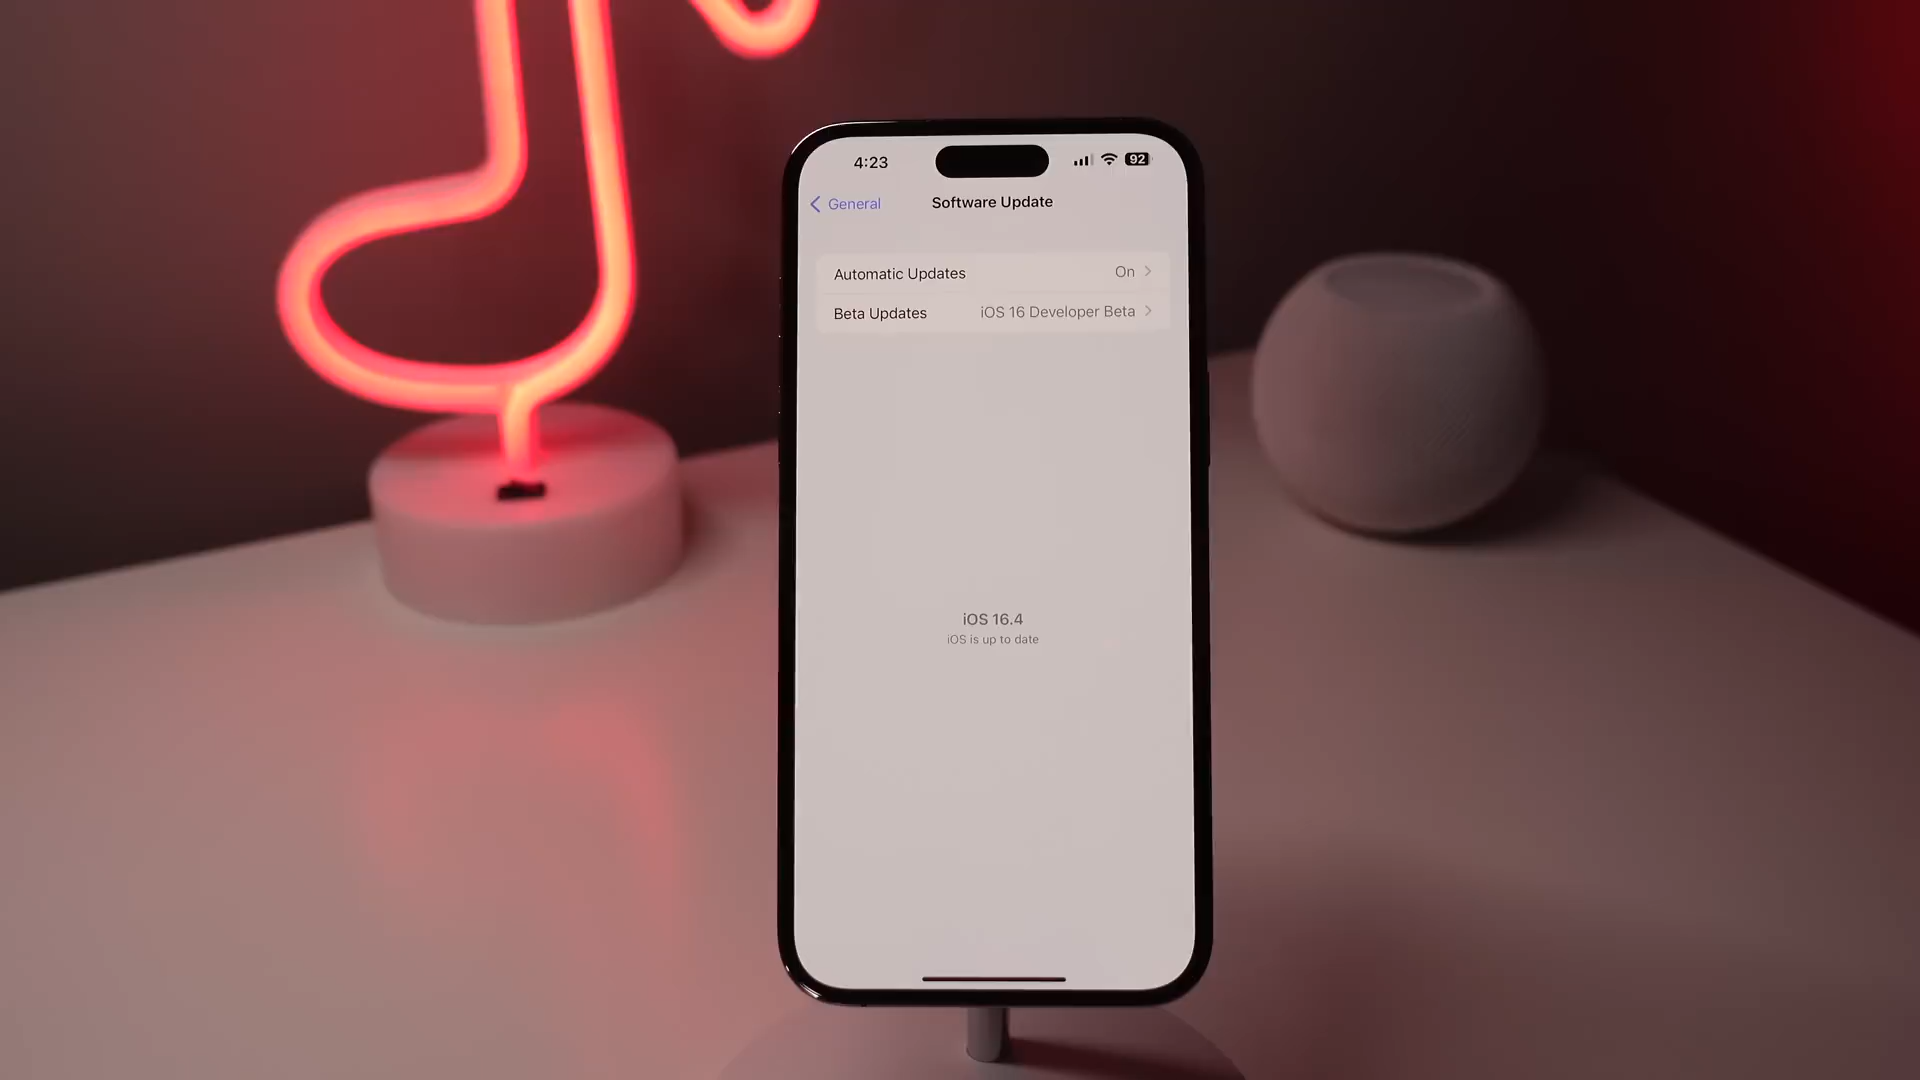 4:23
92
General
Software Update
Automatic Updates On
Beta Updates iOS 16 Developer Beta
iOS 16.4
iOS is up to date